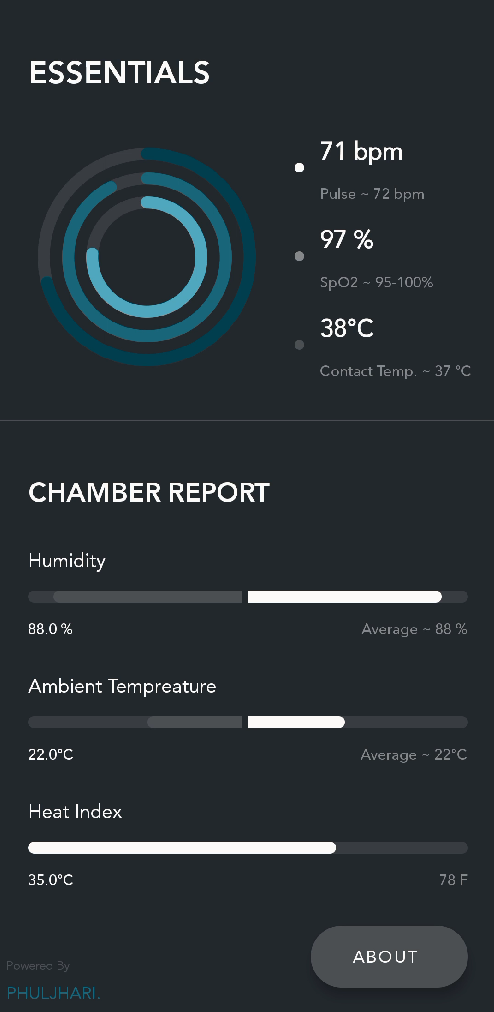 ESSENTIALS
71 bpm
Pulse ~ 72 bpm
97 %
SpO2 ~ 95-100%
38°C
Contact Temp. ~ 37 °C
CHAMBER REPORT
Humidity
88.0 %
Average ~ 88 %
Ambient Tempreature
22.0°C
Average ~ 22°C
Heat Index
35.0°C
78 F
ABOUT
Powered By
PHULJHARI.